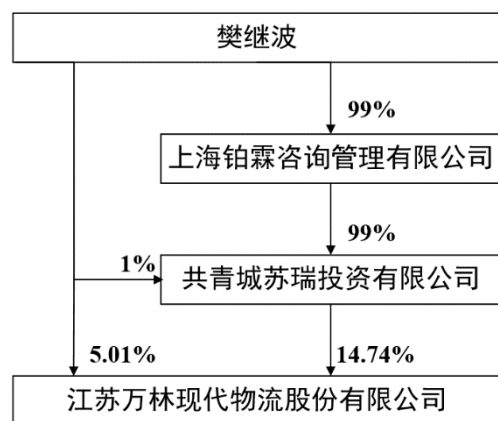 樊继波
99%
上海铂霖咨询管理有限公司
99%
1%
共青城苏瑞投资有限公司
5.01%
14.74%
江苏万林现代物流股份有限公司